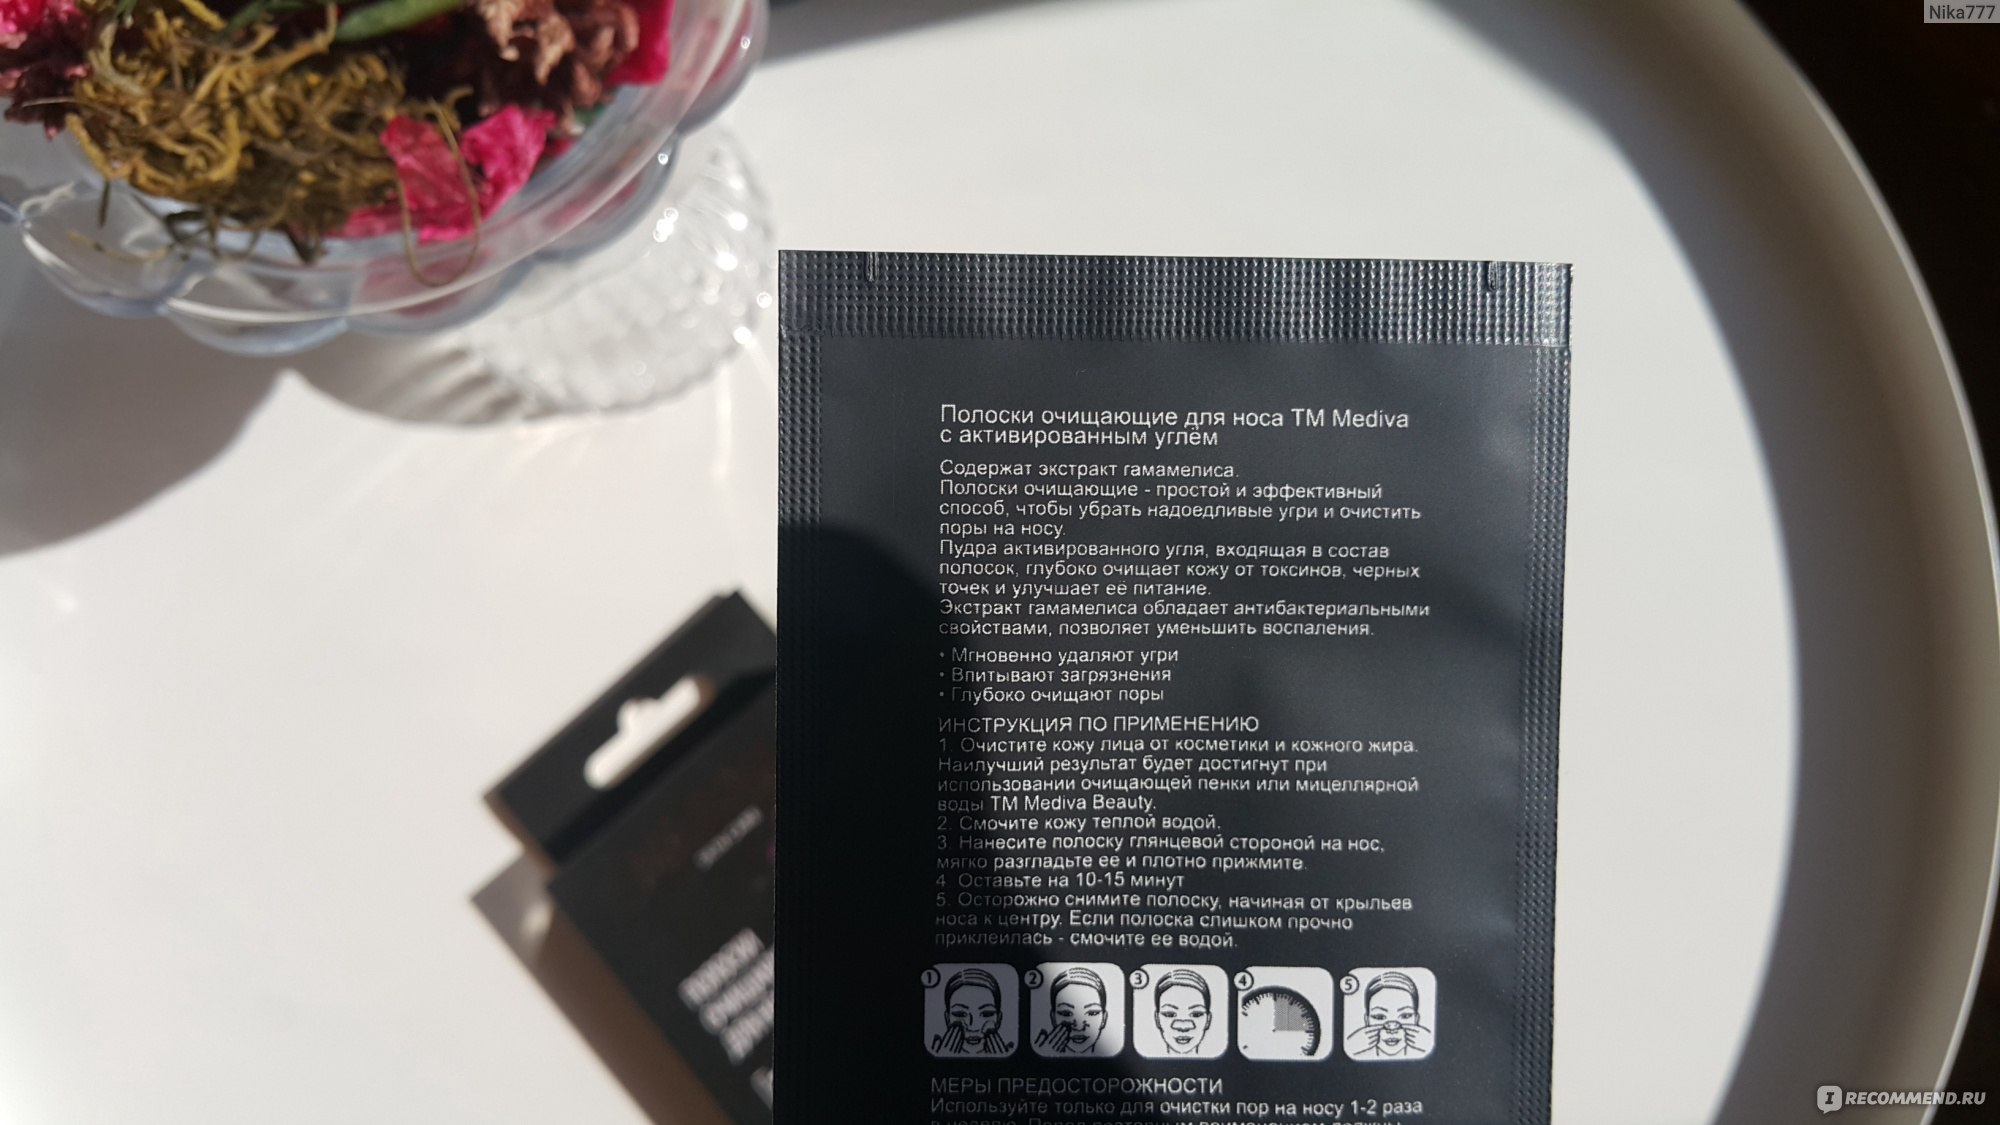 Nika777
Полоски очищающие для носа ТМ Mediva
с активированным углём
Содержат экстракт гамамелиса.
Полоски очищающие - простой и эффективный
способ, чтобы убрать надоедливые угри и очистить
поры на носу.
Пудра активированного угля, входящая в состав
полосок, глубоко очищает кожу от токсинов, черных
точек и улучшает её питание.
Экстракт гамамелиса обладает антибактериальными
свойствами, позволяет уменьшить воспаления.
• Мгновенно удаляют угри
• Впитывают загрязнения
• Глубоко очищают поры
ИНСТРУКЦИЯ ПО ПРИМЕНЕНИЮ
1. Очистите кожу лица от косметики и кожного жира.
Наилучший результат будет достигнут при
использовании очищающей пенки или мицеллярной
воды ТМ Mediva Beauty.
2. Смочите кожу теплой водой.
3. Нанесите полоску глянцевой стороной на нос,
мягко разгладьте ее и плотно прижмите.
4. Оставьте на 10-15 минут
5. Осторожно снимите полоску, начиная от крыльев
носа к центру. Если полоска слишком прочно
приклеилась - смочите ее водой.
1 2 3 4 5
МЕРЫ ПРЕДОСТОРОЖНОСТИ
Используйте только для очистки пор на носу 1-2 раза
ПОЛОСКИ
I RECOMMEND.RU